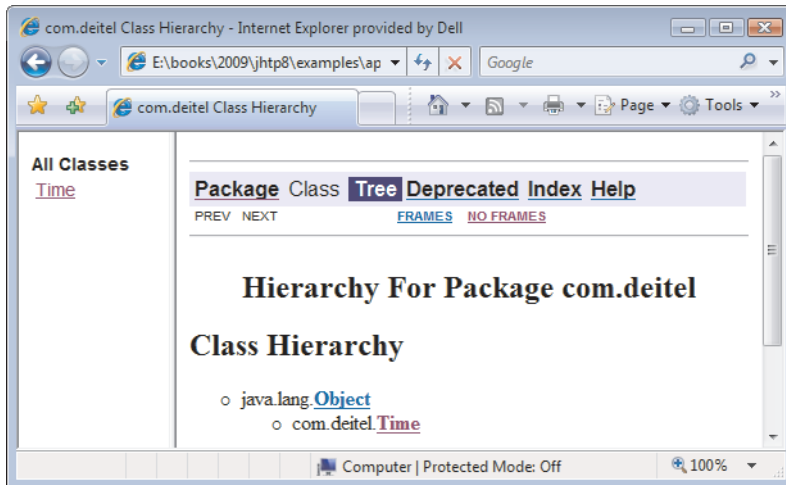 com.deitel Class Hierarchy - Internet Explorer provided by Dell
E:\books\2009\jhtp8\examples\ap Google
com.deitel Class Hierarchy Page Tools »
All Classes
Time
Package Class Tree Deprecated Index Help
PREV NEXT FRAMES NO FRAMES
Hierarchy For Package com.deitel
Class Hierarchy
java.lang.Object
com.deitel.Time
Computer | Protected Mode: Off 100%